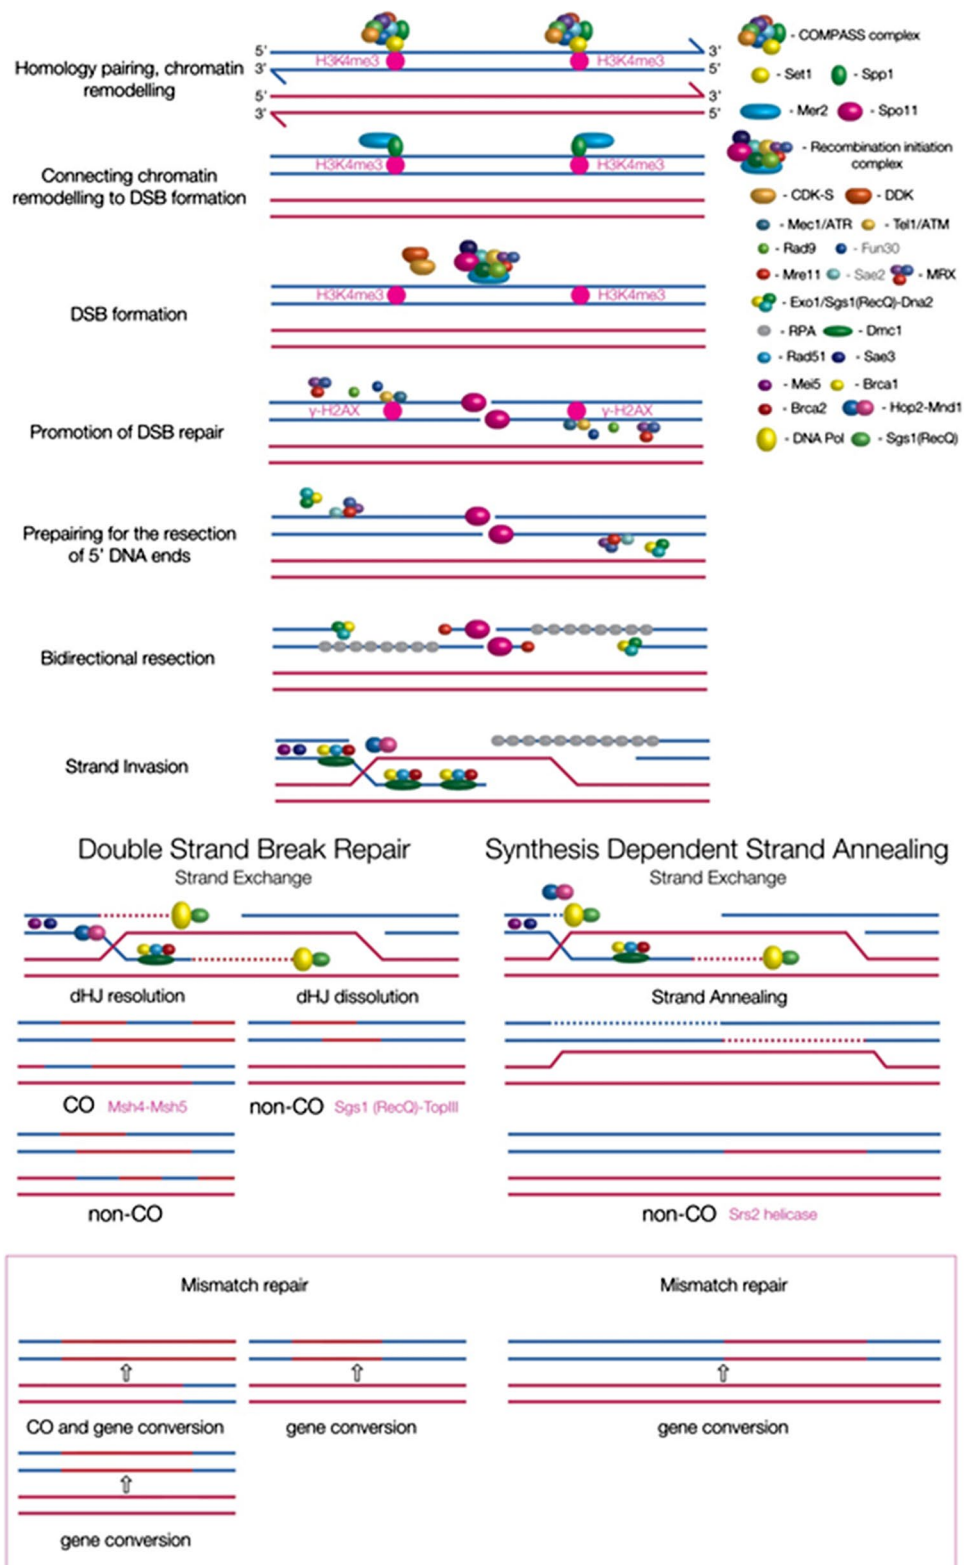 5' 3'
H3K4me3 H3K4me3
3' 5'
Homology pairing, chromatin
remodelling
5' 3'
3' 5'
- COMPASS complex
- Set1 - Spp1
- Mer2 - Spo11
- Recombination initiation
complex
- CDK-S - DDK
- Mec1/ATR - Tel1/ATM
- Rad9 - Fun30
- Mre11 - Sae2 - MRX
- Exo1/Sgs1(RecQ)-Dna2
- RPA - Dmc1
- Rad51 - Sae3
- Mei5 - Brca1
- Brca2 - Hop2-Mnd1
- DNA Pol - Sgs1(RecQ)
H3K4me3 H3K4me3
Connecting chromatin
remodelling to DSB formation
H3K4me3 H3K4me3
DSB formation
γ-H2AX γ-H2AX
Promotion of DSB repair
Preparing for the resection
of 5' DNA ends
Bidirectional resection
Strand Invasion
Double Strand Break Repair
Strand Exchange
dHJ resolution dHJ dissolution
CO Msh4-Msh5 non-CO Sgs1 (RecQ)-TopIII
non-CO
Synthesis Dependent Strand Annealing
Strand Exchange
Strand Annealing
non-CO Srs2 helicase
Mismatch repair Mismatch repair
CO and gene conversion gene conversion gene conversion
gene conversion